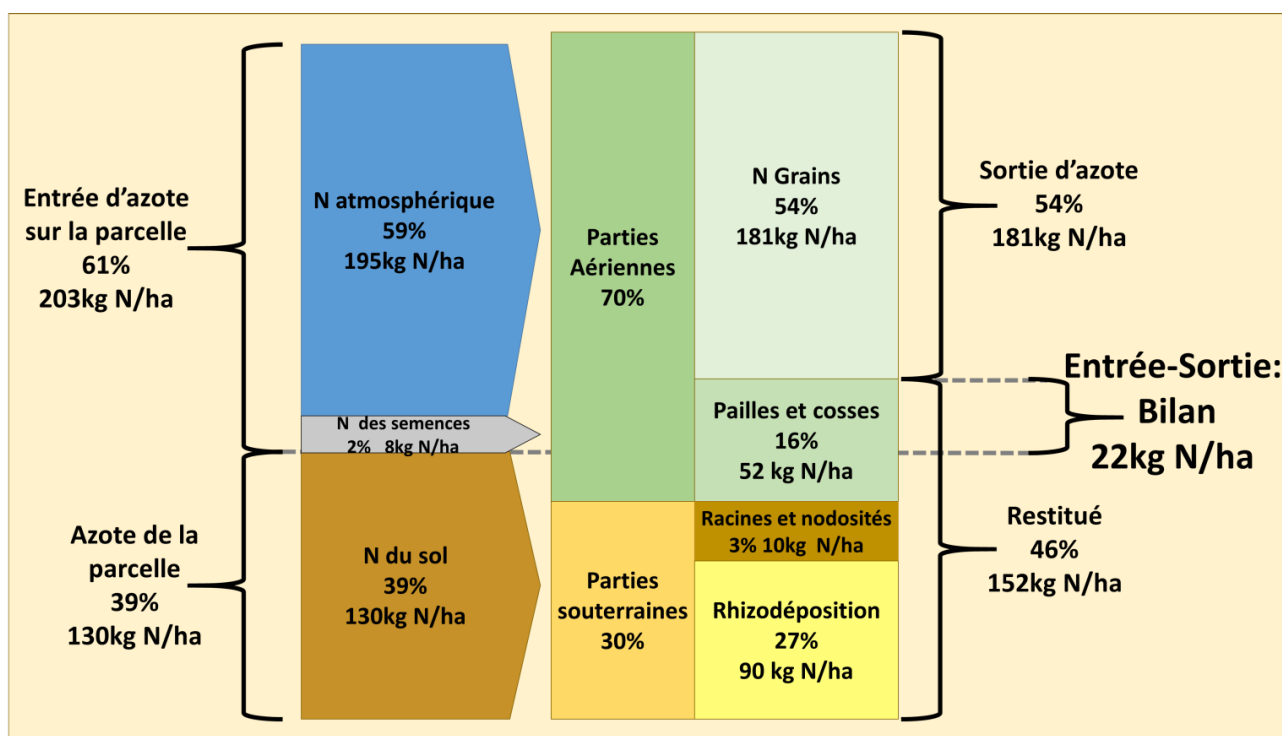 Entrée d'azote
sur la parcelle
61%
203kg N/ha
Azote de la
parcelle
39%
130kg N/ha
N atmosphérique
59%
195kg N/ha
N des semences
2% 8kg N/ha
N du sol
39%
130kg N/ha
Parties
Aériennes
70%
Parties
souterraines
30%
N Grains
54%
181kg N/ha
Pailles et cosses
16%
52 kg N/ha
Racines et nodosités
3% 10kg N/ha
Rhizodéposition
27%
90 kg N/ha
Sortie d'azote
54%
181kg N/ha
Entrée-Sortie:
Bilan
22kg N/ha
Restitué
46%
152kg N/ha